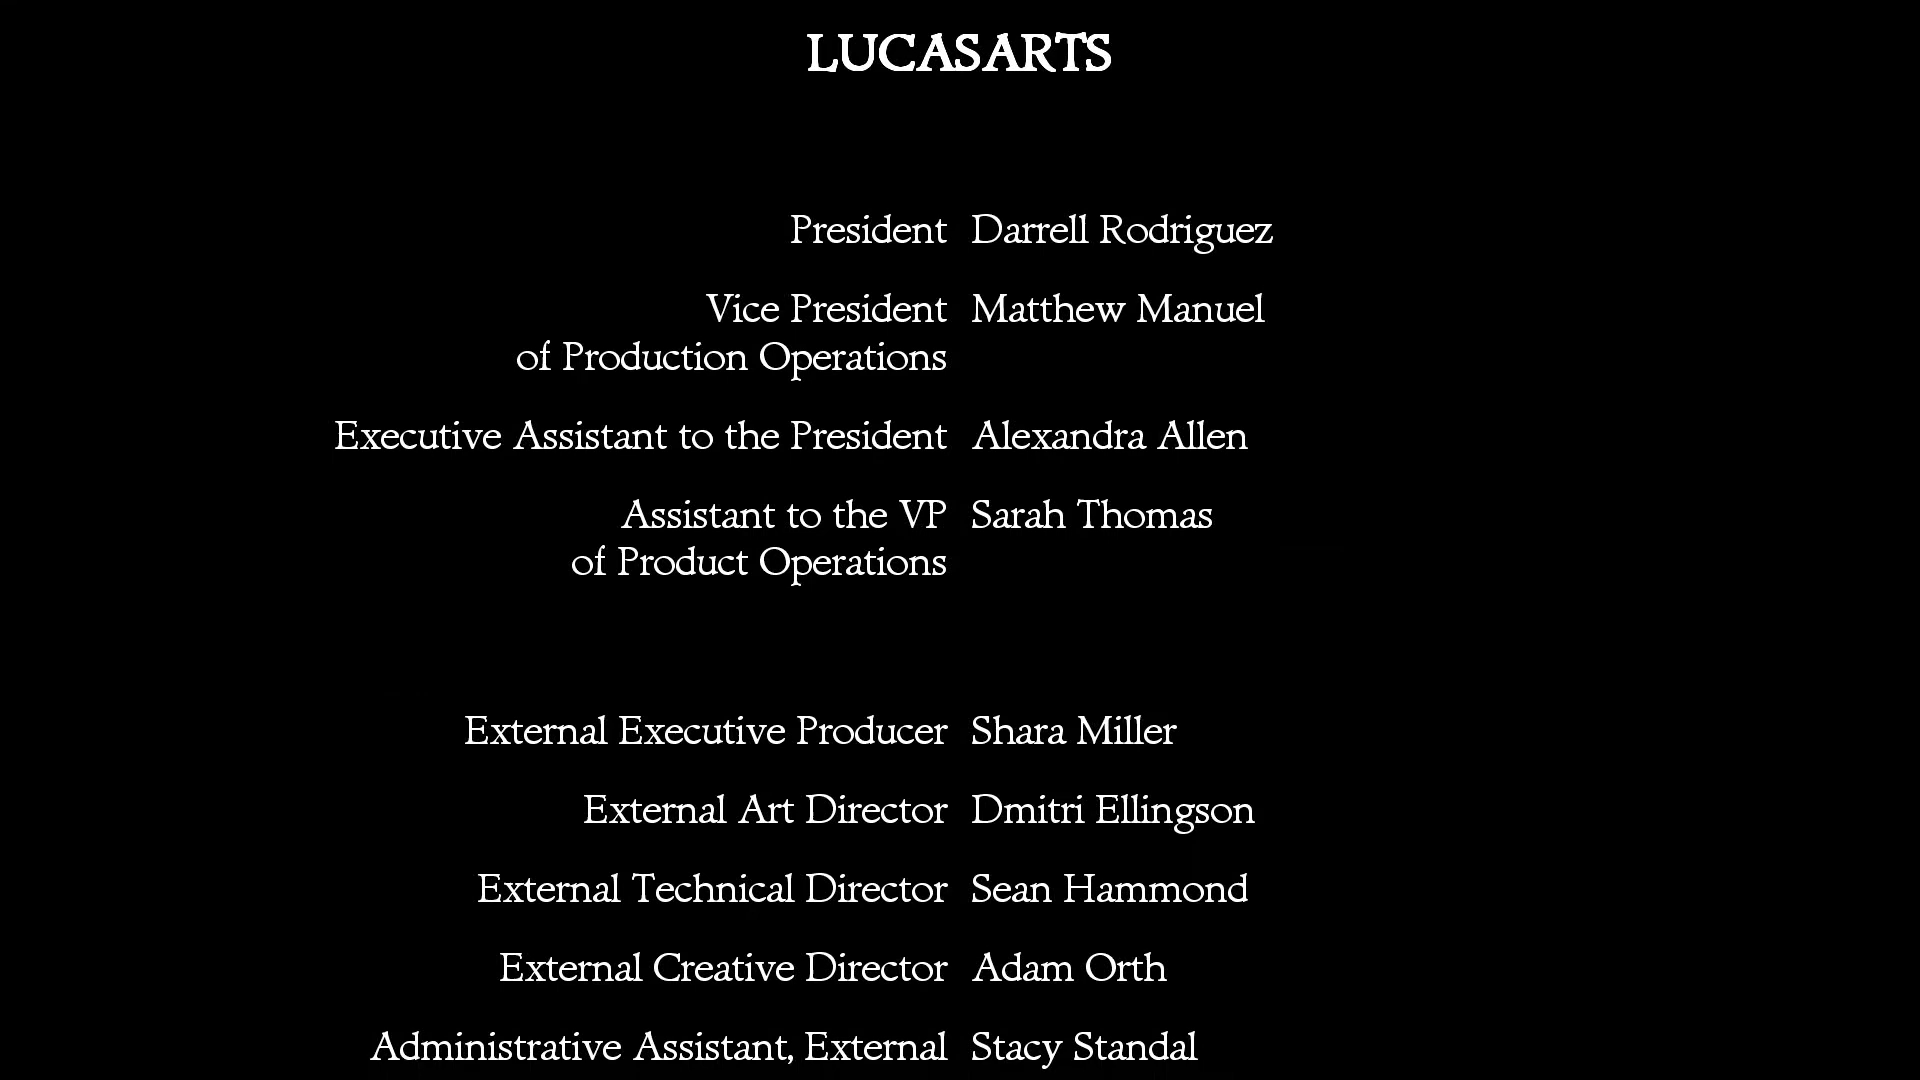 LUCASARTS
President Darrell Rodriguez
Vice President Matthew Manuel
of Production Operations
Executive Assistant to the President Alexandra Allen
Assistant to the VP Sarah Thomas
of Product Operations
External Executive Producer Shara Miller
External Art Director Dmitri Ellingson
External Technical Director Sean Hammond
External Creative Director Adam Orth
Administrative Assistant, External Stacy Standal